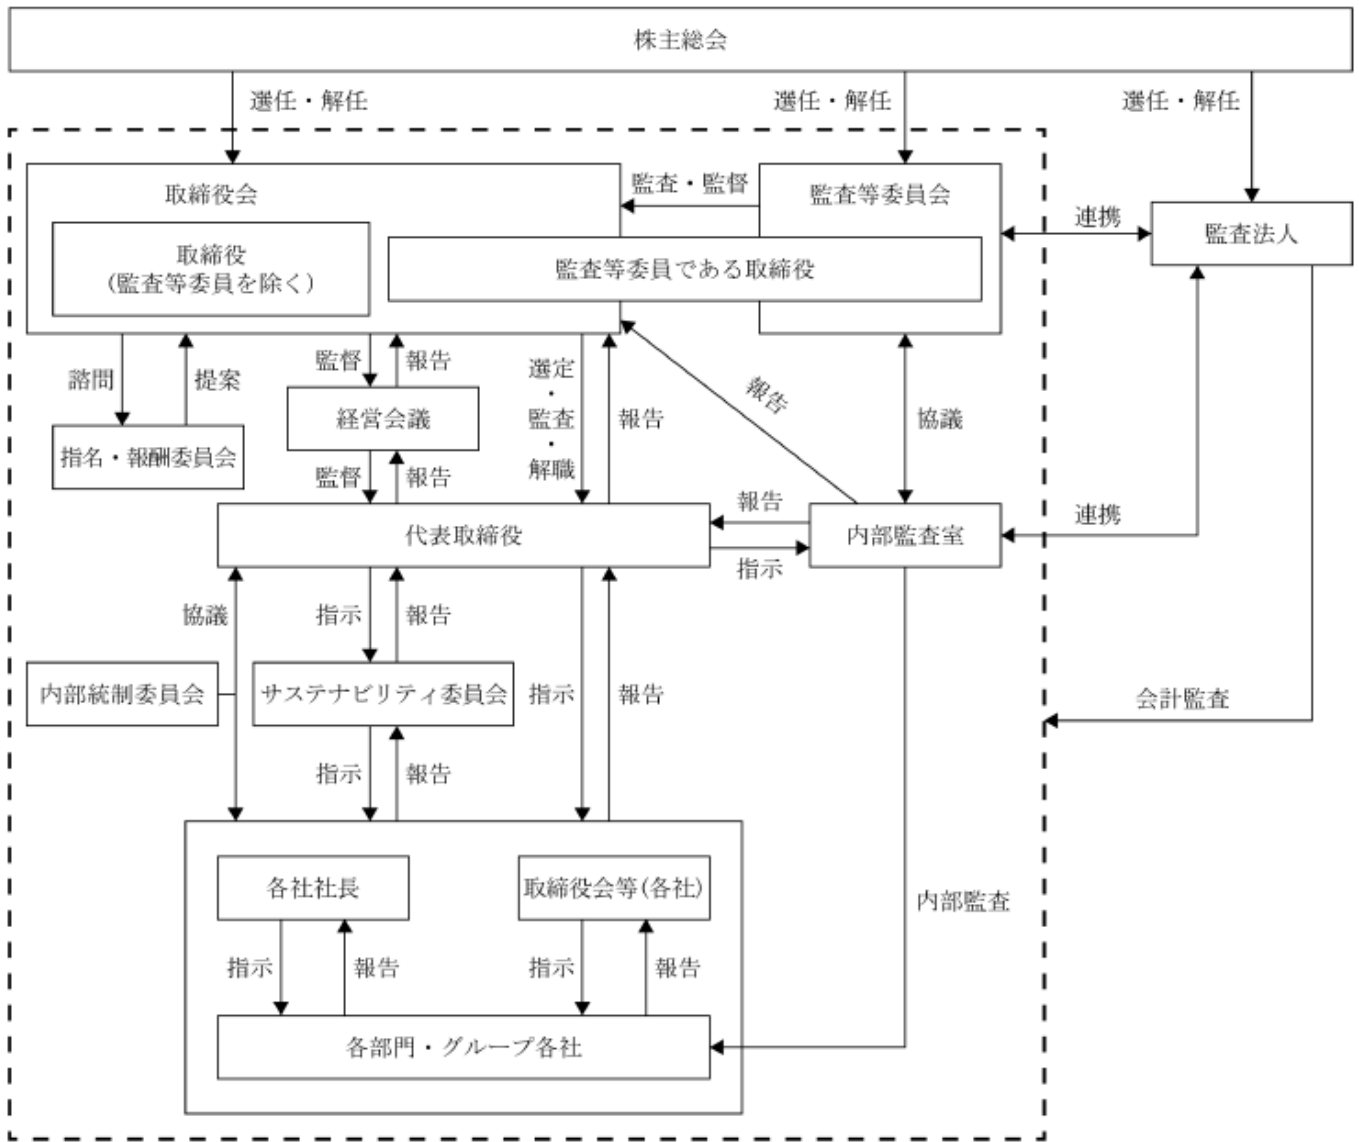 株主総会
選任・解任
選任・解任
選任・解任
取締役会
監査・監督
監査等委員会
連携
監査法人
取締役
(監査等委員を除く)
監査等委員である取締役
諮問
提案
監督
報告
選定
・
監査
・
解職
報告
報告
協議
経営会議
指名・報酬委員会
監督
報告
代表取締役
報告
指示
内部監査室
連携
協議
指示
報告
内部統制委員会
サステナビリティ委員会
指示
報告
会計監査
指示
報告
各社社長
取締役会等(各社)
内部監査
指示
報告
指示
報告
各部門・グループ各社